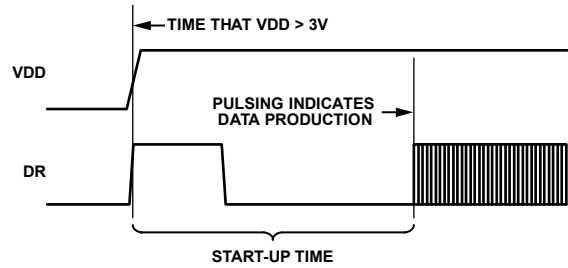 TIME THAT VDD > 3V
VDD
PULSING INDICATES
DATA PRODUCTION
DR
START-UP TIME